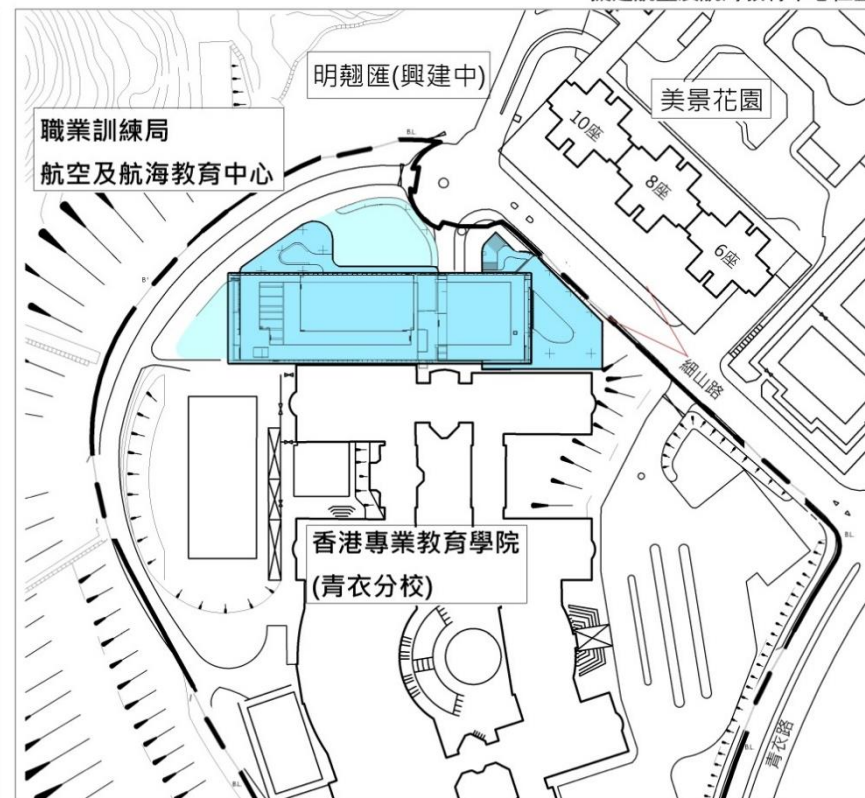 明翹匯(興建中)
美景花園
職業訓練局
航空及航海教育中心
10座
8座
6座
細山路
香港專業教育學院
(青衣分校)
青衣路
B.L.
B.L.
B.L.
B.L.